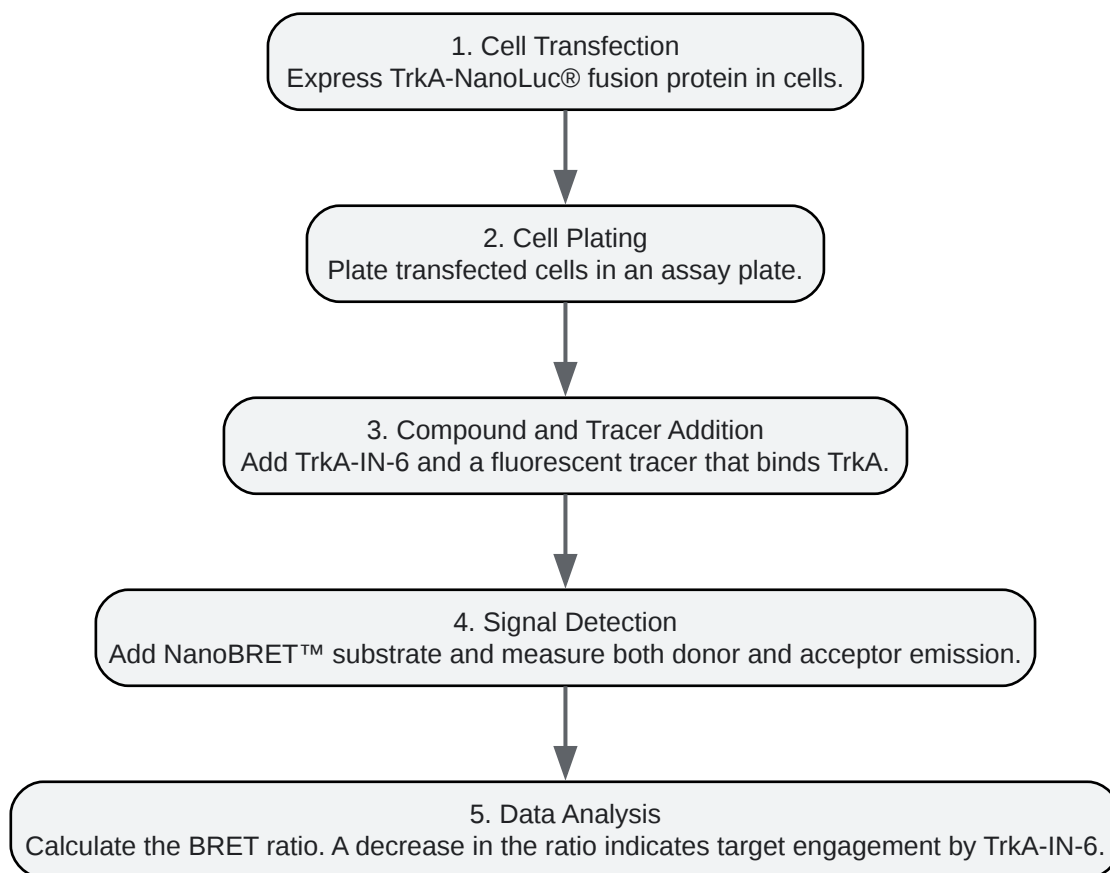 1. Cell Transfection
Express TrkA-NanoLuc® fusion protein in cells.
2. Cell Plating
Plate transfected cells in an assay plate.
3. Compound and Tracer Addition
Add TrkA-IN-6 and a fluorescent tracer that binds TrkA.
4. Signal Detection
Add NanoBRET™ substrate and measure both donor and acceptor emission.
5. Data Analysis
Calculate the BRET ratio. A decrease in the ratio indicates target engagement by TrkA-IN-6.